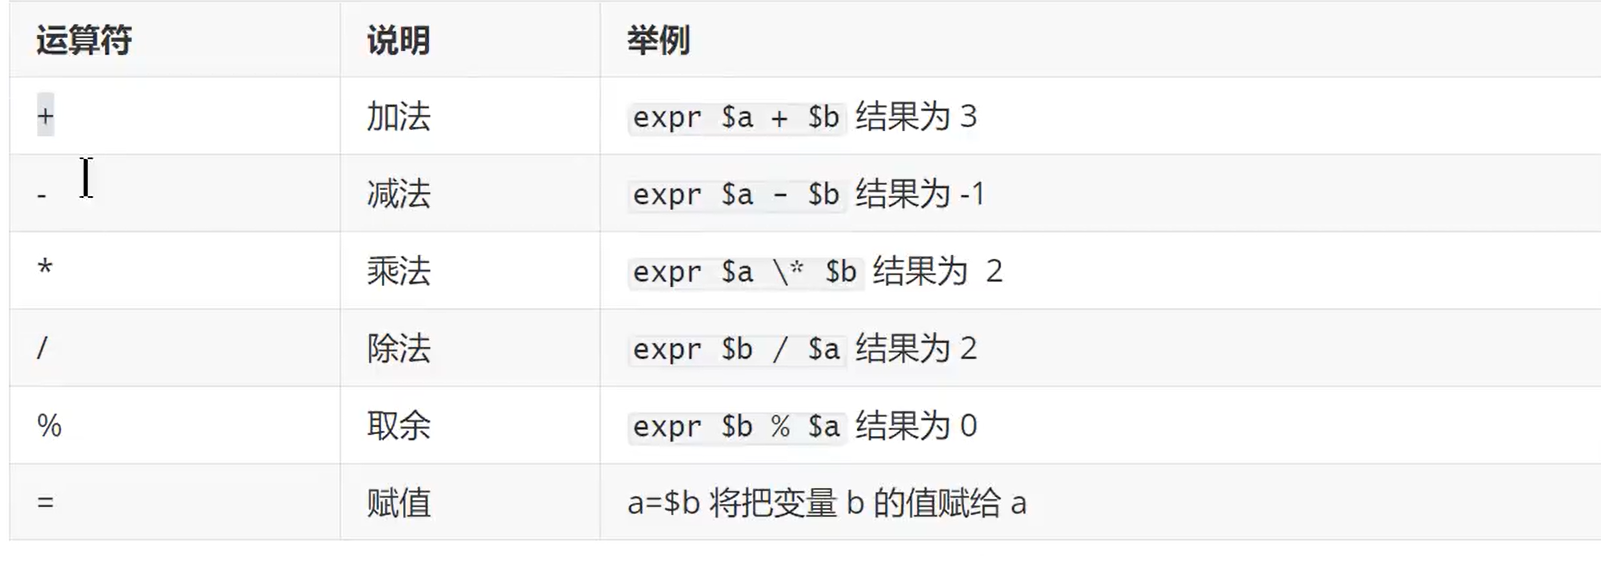 运算符 说明 举例
+ 加法 expr $a + $b 结果为 3
- 减法 expr $a - $b 结果为 -1
* 乘法 expr $a \* $b 结果为 2
/ 除法 expr $b / $a 结果为 2
% 取余 expr $b % $a 结果为 0
= 赋值 a=$b 将把变量 b 的值赋给 a